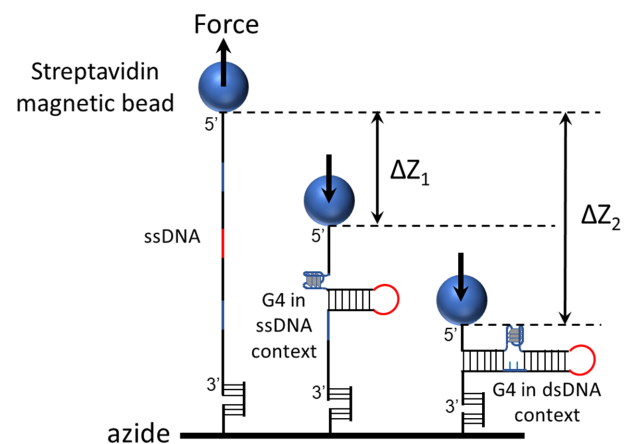 Force
Streptavidin
magnetic bead
5'
ΔZ₁
5'
ΔZ₂
ssDNA
G4 in
ssDNA
context
5'
3'
3'
3'
G4 in dsDNA
context
azide